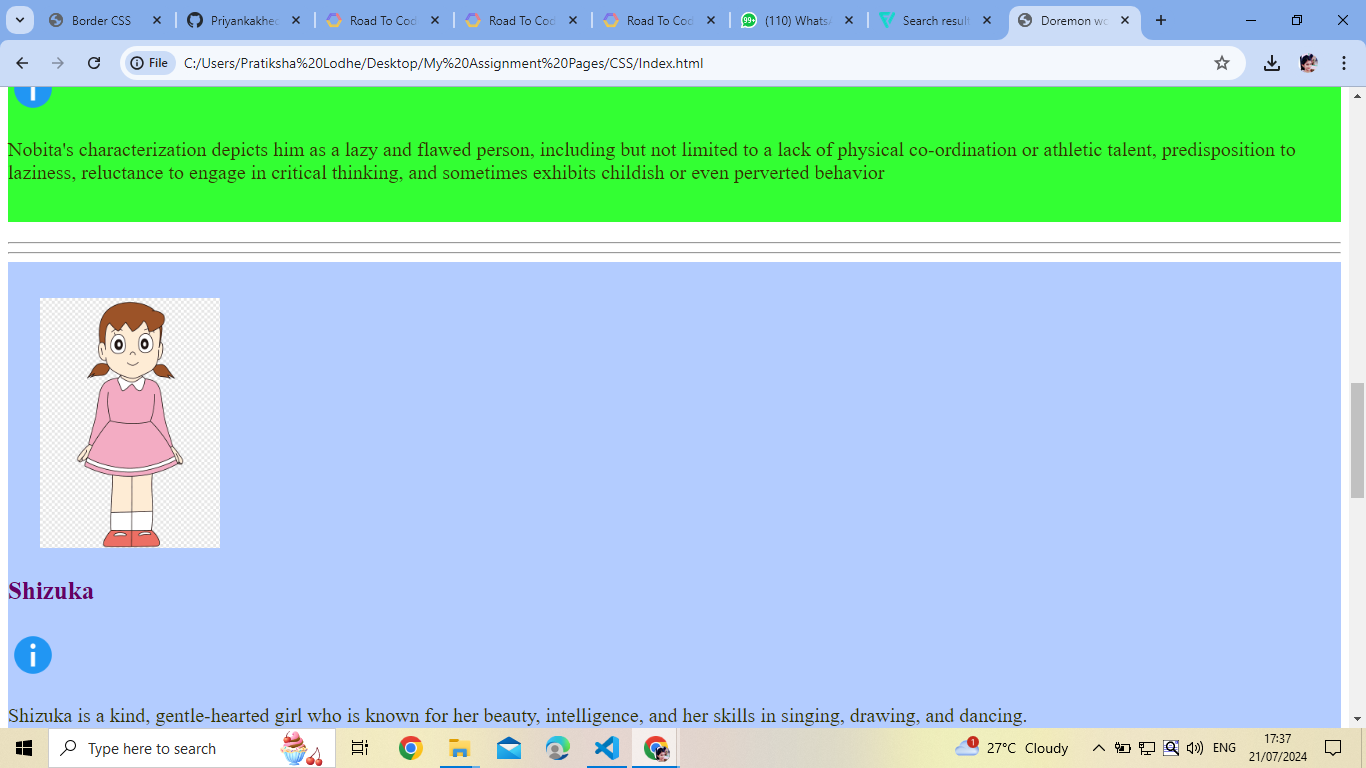 Border CSS
Priyankakhec
Road To Cod
Road To Cod
Road To Cod
(110) Whats
Search result
Doremon wo
File
C:/Users/Pratiksha%20Lodhe/Desktop/My%20Assignment%20Pages/CSS/Index.html
Nobita's characterization depicts him as a lazy and flawed person, including but not limited to a lack of physical co-ordination or athletic talent, predisposition to
laziness, reluctance to engage in critical thinking, and sometimes exhibits childish or even perverted behavior
Shizuka
Shizuka is a kind, gentle-hearted girl who is known for her beauty, intelligence, and her skills in singing, drawing, and dancing.
Type here to search
1
27°C Cloudy
ENG
17:37
21/07/2024